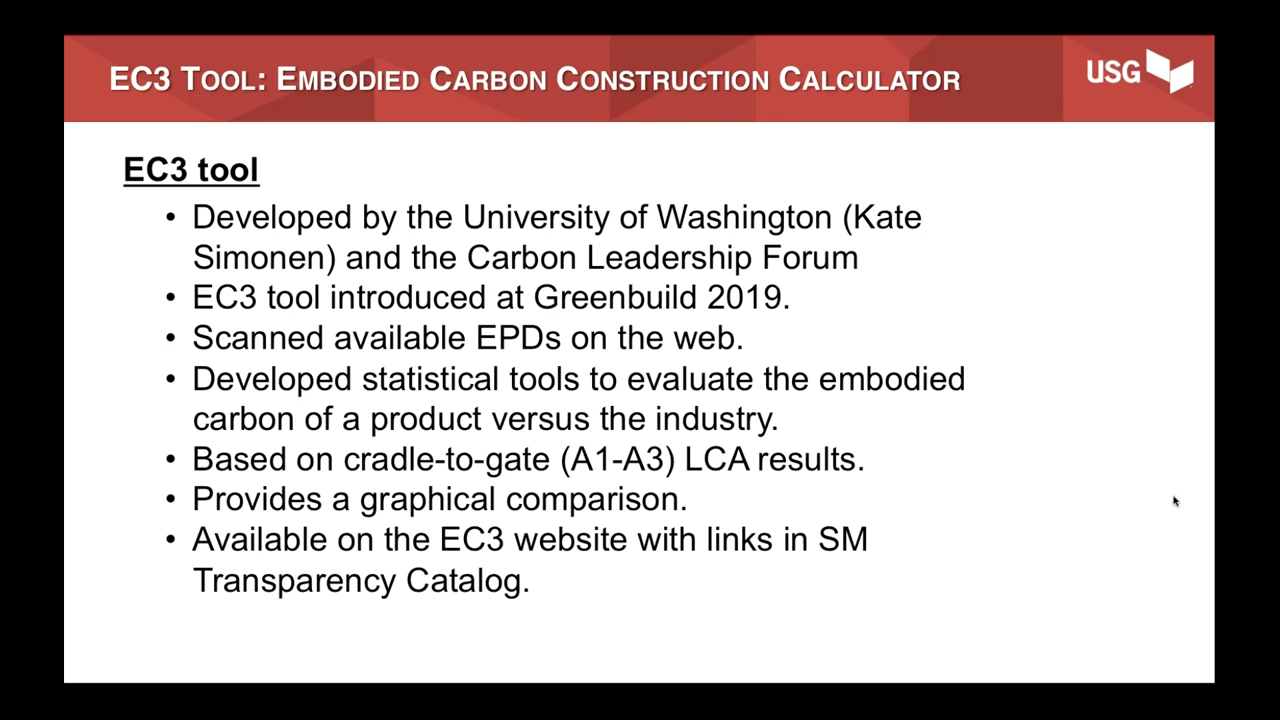 EC3 TOOL: EMBODIED CARBON CONSTRUCTION CALCULATOR
USG
EC3 tool
• Developed by the University of Washington (Kate
Simonen) and the Carbon Leadership Forum
• EC3 tool introduced at Greenbuild 2019.
• Scanned available EPDs on the web.
• Developed statistical tools to evaluate the embodied
carbon of a product versus the industry.
• Based on cradle-to-gate (A1-A3) LCA results.
• Provides a graphical comparison.
• Available on the EC3 website with links in SM
Transparency Catalog.